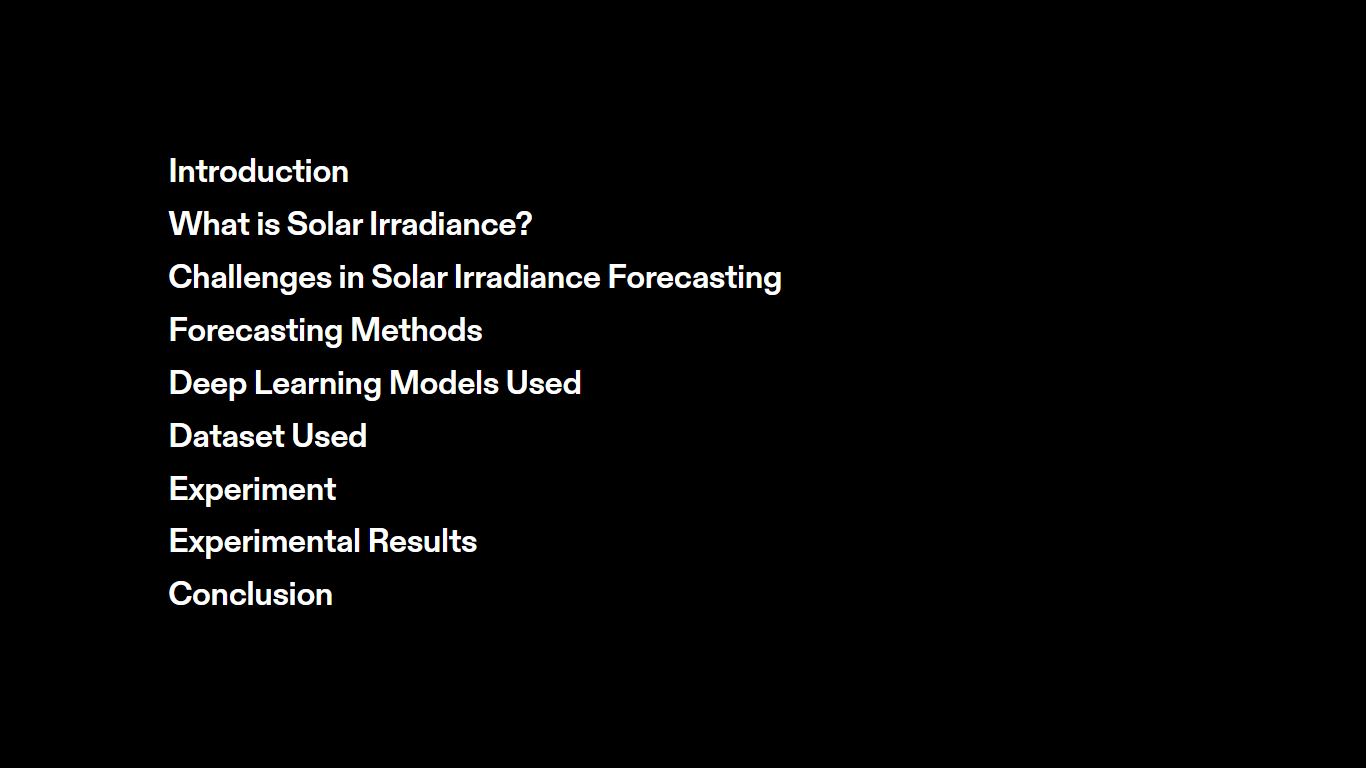 Introduction
What is Solar Irradiance?
Challenges in Solar Irradiance Forecasting
Forecasting Methods
Deep Learning Models Used
Dataset Used
Experiment
Experimental Results
Conclusion